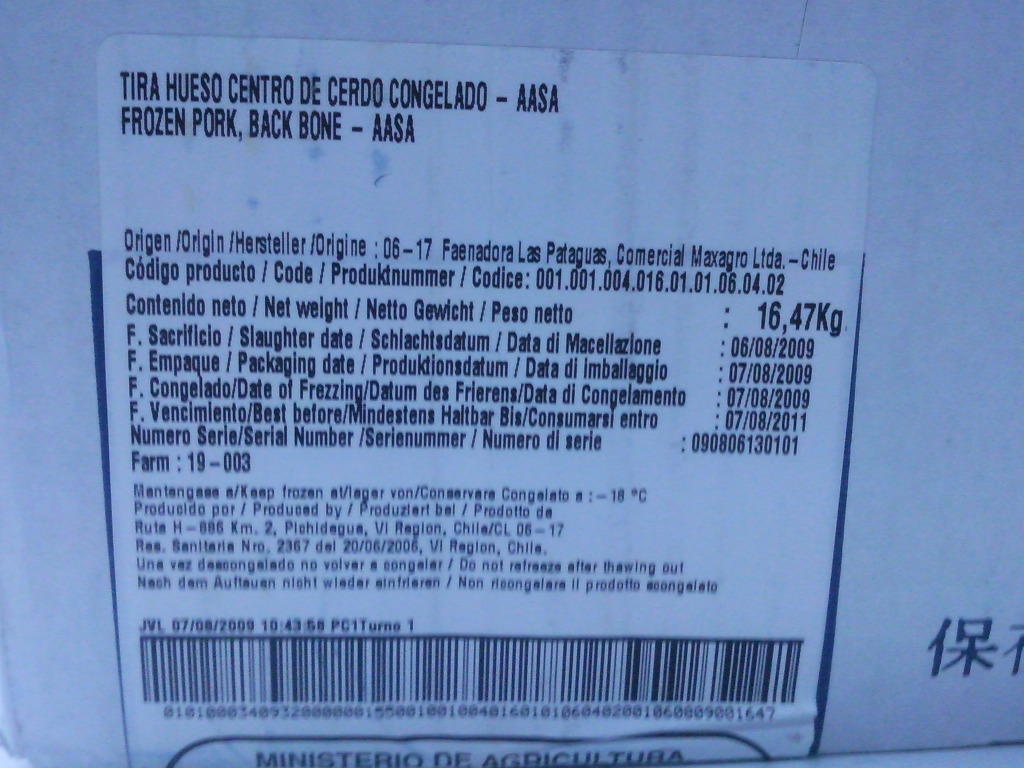 TIRA HUESO CENTRO DE CERDO CONGELADO - AASA
FROZEN PORK, BACK BONE - AASA
Origen /Origin /Hersteller /Origine : 06-17 Faenadora Las Pataguas, Comercial Maxagro Ltda.-Chile
Código producto / Code / Produktnummer / Codice: 001.001.004.016.01.01.06.04.02
Contenido neto / Net weight / Netto Gewicht / Peso netto : 16,47Kg
F. Sacrificio / Slaughter date / Schlachtsdatum / Data di Macellazione : 06/08/2009
F. Empaque / Packaging date / Produktionsdatum / Data di imballaggio : 07/08/2009
F. Congelado/Date of Frezzing/Datum des Frierens/Data di Congelamento : 07/08/2009
F. Vencimiento/Best before/Mindestens Haltbar Bis/Consumarsi entro : 07/08/2011
Numero Serie/Serial Number /Serienummer / Numero di serie : 090806130101
Farm : 19-003
Mantengase a/Keep frozen at/lager von/Conservare Congelato a :-18 °C
Producido por / Produced by / Produziert bei / Prodotto da
Ruta H-886 Km. 2, Pichidegua, VI Region, Chile/CL 06-17
Res. Sanitaria Nro. 2367 del 20/06/2006, VI Region, Chile.
Una vez descongelado no volver a congelar / Do not refreeze after thawing out
Nach dem Auftauen nicht wieder einfrieren / Non ricongelare il prodotto scongelato
JVL 07/08/2009 10:43:58 PC1Turno 1
MINISTERIO DE AGRICULTURA
保存